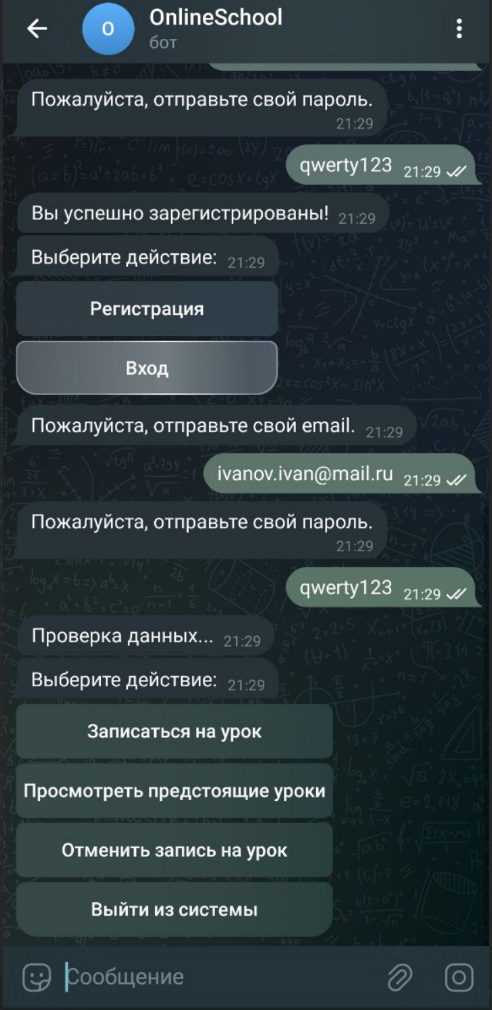 O
OnlineSchool
бот
Пожалуйста, отправьте свой пароль.
21:29
qwerty123 21:29
Вы успешно зарегистрированы! 21:29
Выберите действие: 21:29
Регистрация
Вход
Пожалуйста, отправьте свой email. 21:29
ivanov.ivan@mail.ru 21:29
Пожалуйста, отправьте свой пароль.
21:29
qwerty123 21:29
Проверка данных... 21:29
Выберите действие: 21:29
Записаться на урок
Просмотреть предстоящие уроки
Отменить запись на урок
Выйти из системы
Сообщение